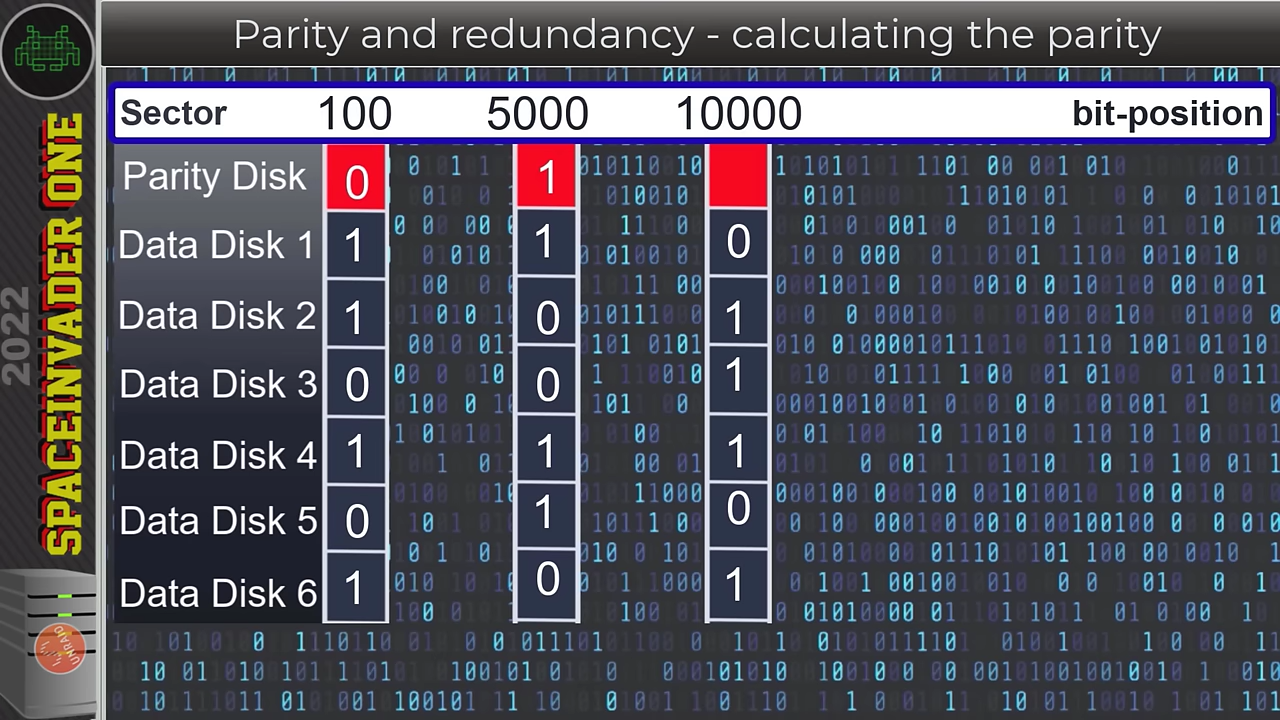 Parity and redundancy - calculating the parity
Sector 100 5000 10000 bit-position
Parity Disk 0 1
Data Disk 1 1 1 0
Data Disk 2 1 0 1
Data Disk 3 0 0 1
Data Disk 4 1 1 1
Data Disk 5 0 1 0
Data Disk 6 1 0 1
2022
SPACEINVADER ONE
UNRAID